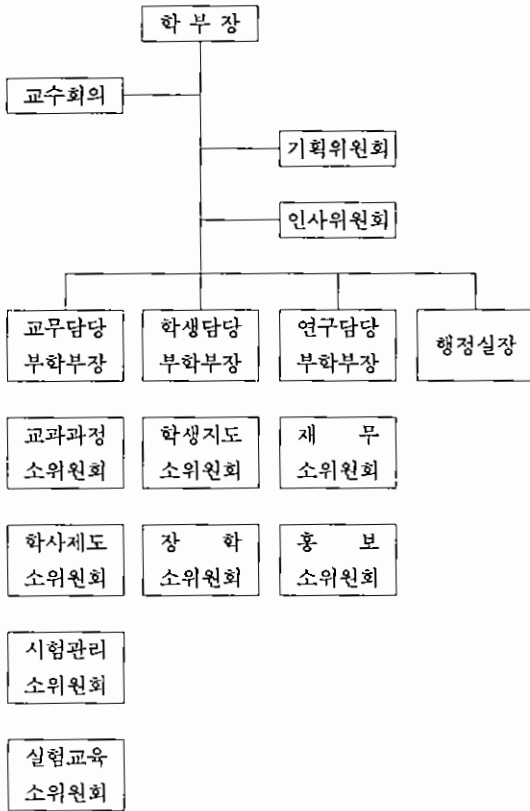 학 부 장
교수회의
기획위원회
인사위원회
교무담당
부학부장
학생담당
부학부장
연구담당
부학부장
행정실장
교과과정
소위원회
학생지도
소위원회
재 무
소위원회
학사제도
소위원회
장 학
소위원회
홍 보
소위원회
시험관리
소위원회
실험교육
소위원회